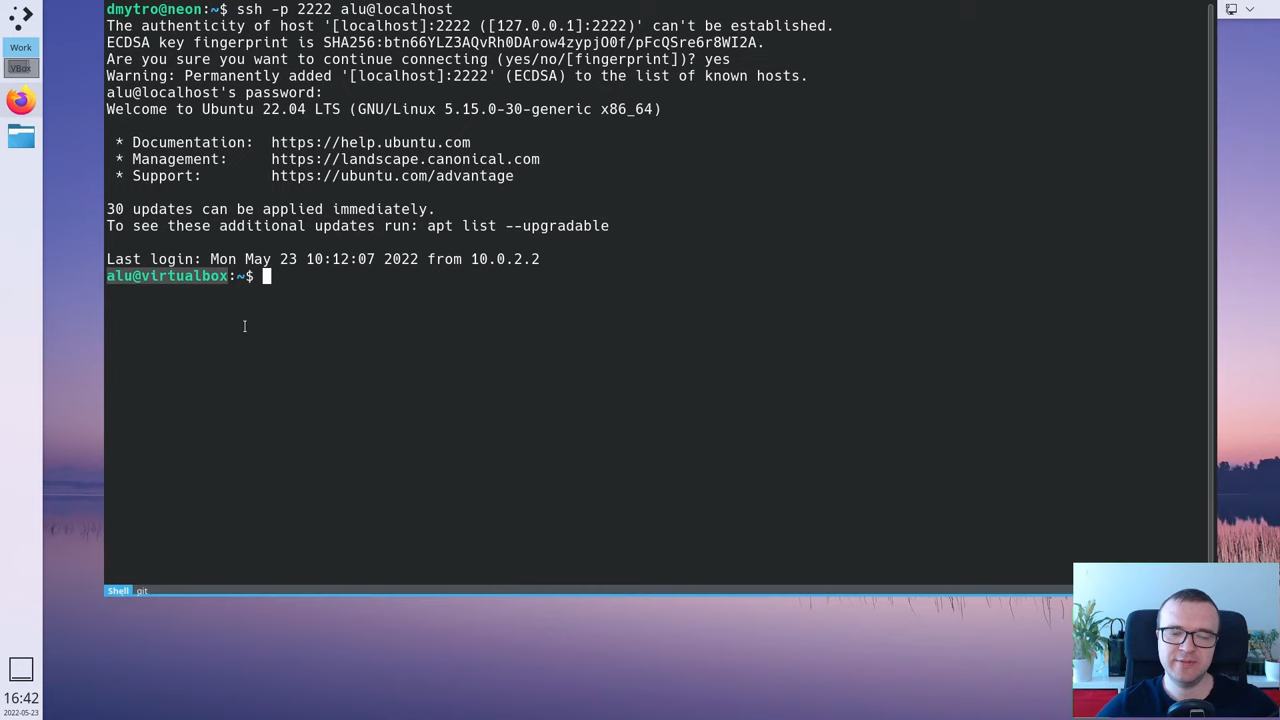 dmytro@neon:~$ ssh -p 2222 alu@localhost
The authenticity of host '[localhost]:2222 ([127.0.0.1]:2222)' can't be established.
ECDSA key fingerprint is SHA256:btn66YLZ3AQvRh0DArow4zypjO0f/pFcQSre6r8WI2A.
Are you sure you want to continue connecting (yes/no/[fingerprint])? yes
Warning: Permanently added '[localhost]:2222' (ECDSA) to the list of known hosts.
alu@localhost's password:
Welcome to Ubuntu 22.04 LTS (GNU/Linux 5.15.0-30-generic x86_64)
* Documentation:  https://help.ubuntu.com
* Management:     https://landscape.canonical.com
* Support:        https://ubuntu.com/advantage
30 updates can be applied immediately.
To see these additional updates run: apt list --upgradable
Last login: Mon May 23 10:12:07 2022 from 10.0.2.2
alu@virtualbox:~$
Work
VBox
Shell git
16:42
2022-05-23